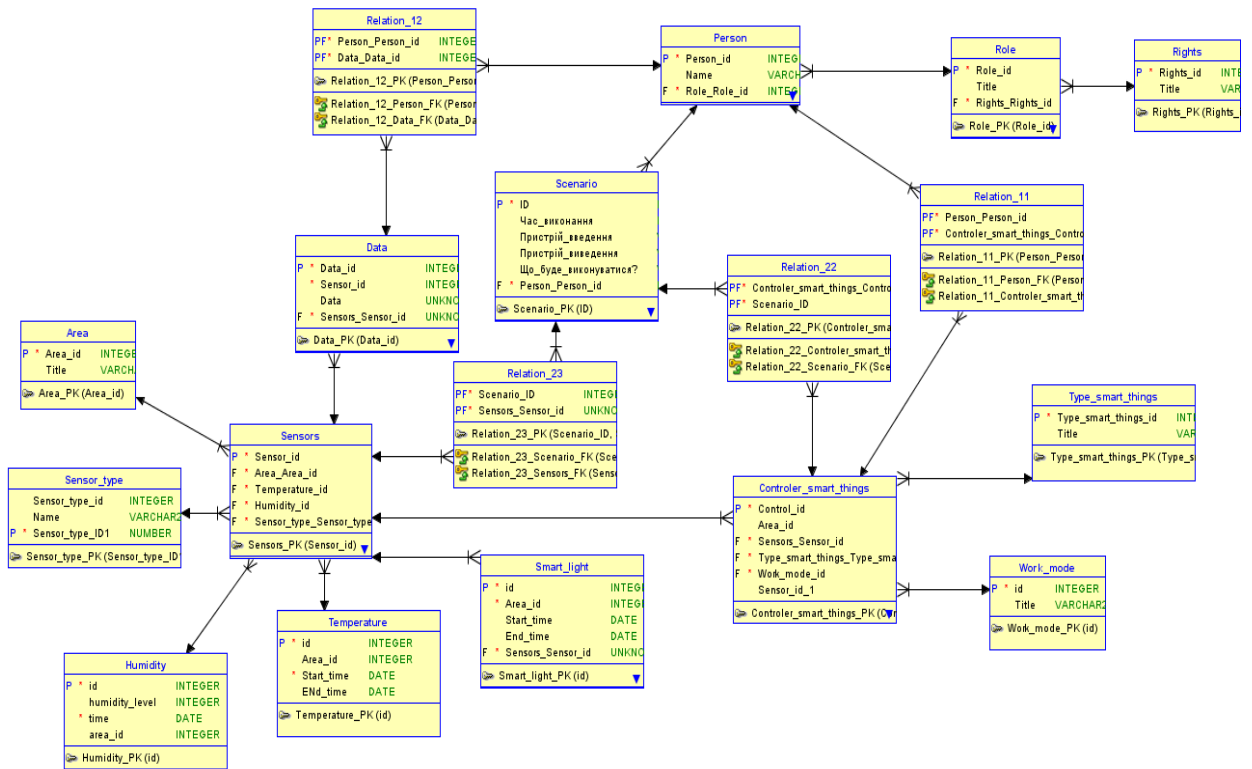 Relation_12
PF* Person_Person_id INTEGE
PF* Data_Data_id INTEGE
Relation_12_PK (Person_Person
Relation_12_Person_FK (Person
Relation_12_Data_FK (Data_Da
Person
P * Person_id INTEG
Name VARCH
F * Role_Role_id INTEG
Role
P * Role_id
Title
F * Rights_Rights_id
Role_PK (Role_id)
Rights
P * Rights_id INTE
Title VAR
Rights_PK (Rights_
Scenario
P * ID
Час_виконання
Пристрій_введення
Пристрій_виведення
Що_буде_виконуватися?
F * Person_Person_id
Scenario_PK (ID)
Relation_11
PF* Person_Person_id
PF* Controler_smart_things_Contro
Relation_11_PK (Person_Person
Relation_11_Person_FK (Person
Relation_11_Controler_smart_th
Data
P * Data_id INTEGE
* Sensor_id INTEGE
Data UNKNO
F * Sensors_Sensor_id UNKNO
Data_PK (Data_id)
Relation_22
PF* Controler_smart_things_Contro
PF* Scenario_ID
Relation_22_PK (Controler_sma
Relation_22_Controler_smart_th
Relation_22_Scenario_FK (Sce
Area
P * Area_id INTEGE
Title VARCHA
Area_PK (Area_id)
Relation_23
PF* Scenario_ID INTEG
PF* Sensors_Sensor_id UNKNO
Relation_23_PK (Scenario_ID,
Relation_23_Scenario_FK (Sce
Relation_23_Sensors_FK (Sens
Type_smart_things
P * Type_smart_things_id INTE
Title VAR
Type_smart_things_PK (Type_s
Sensors
P * Sensor_id
F * Area_Area_id
F * Temperature_id
F * Humidity_id
F * Sensor_type_Sensor_type
Sensors_PK (Sensor_id)
Sensor_type
Sensor_type_id INTEGER
Name VARCHAR2
P * Sensor_type_ID1 NUMBER
Sensor_type_PK (Sensor_type_ID1
Controler_smart_things
P * Control_id
Area_id
F * Sensors_Sensor_id
F * Type_smart_things_Type_sma
F * Work_mode_id
Sensor_id_1
Controler_smart_things_PK (Con
Smart_light
P * id INTEGE
* Area_id INTEGE
Start_time DATE
End_time DATE
F * Sensors_Sensor_id UNKNO
Smart_light_PK (id)
Work_mode
P * id INTEGER
Title VARCHAR2
Work_mode_PK (id)
Temperature
P * id INTEGER
Area_id INTEGER
* Start_time DATE
ENd_time DATE
Temperature_PK (id)
Humidity
P * id INTEGER
humidity_level INTEGER
* time DATE
area_id INTEGER
Humidity_PK (id)